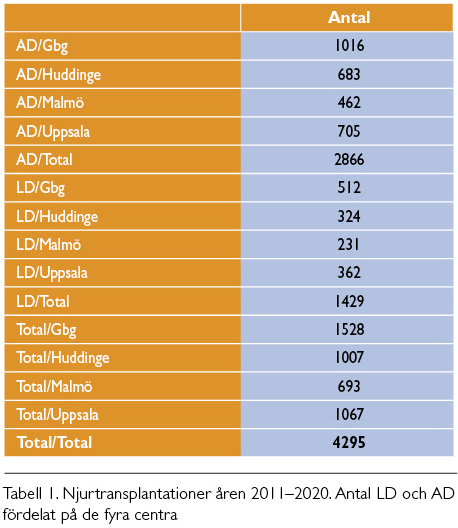 Antal
AD/Gbg 1016
AD/Huddinge 683
AD/Malmö 462
AD/Uppsala 705
AD/Total 2866
LD/Gbg 512
LD/Huddinge 324
LD/Malmö 231
LD/Uppsala 362
LD/Total 1429
Total/Gbg 1528
Total/Huddinge 1007
Total/Malmö 693
Total/Uppsala 1067
Total/Total 4295
Tabell 1. Njurtransplantationer åren 2011–2020. Antal LD och AD
fördelat på de fyra centra